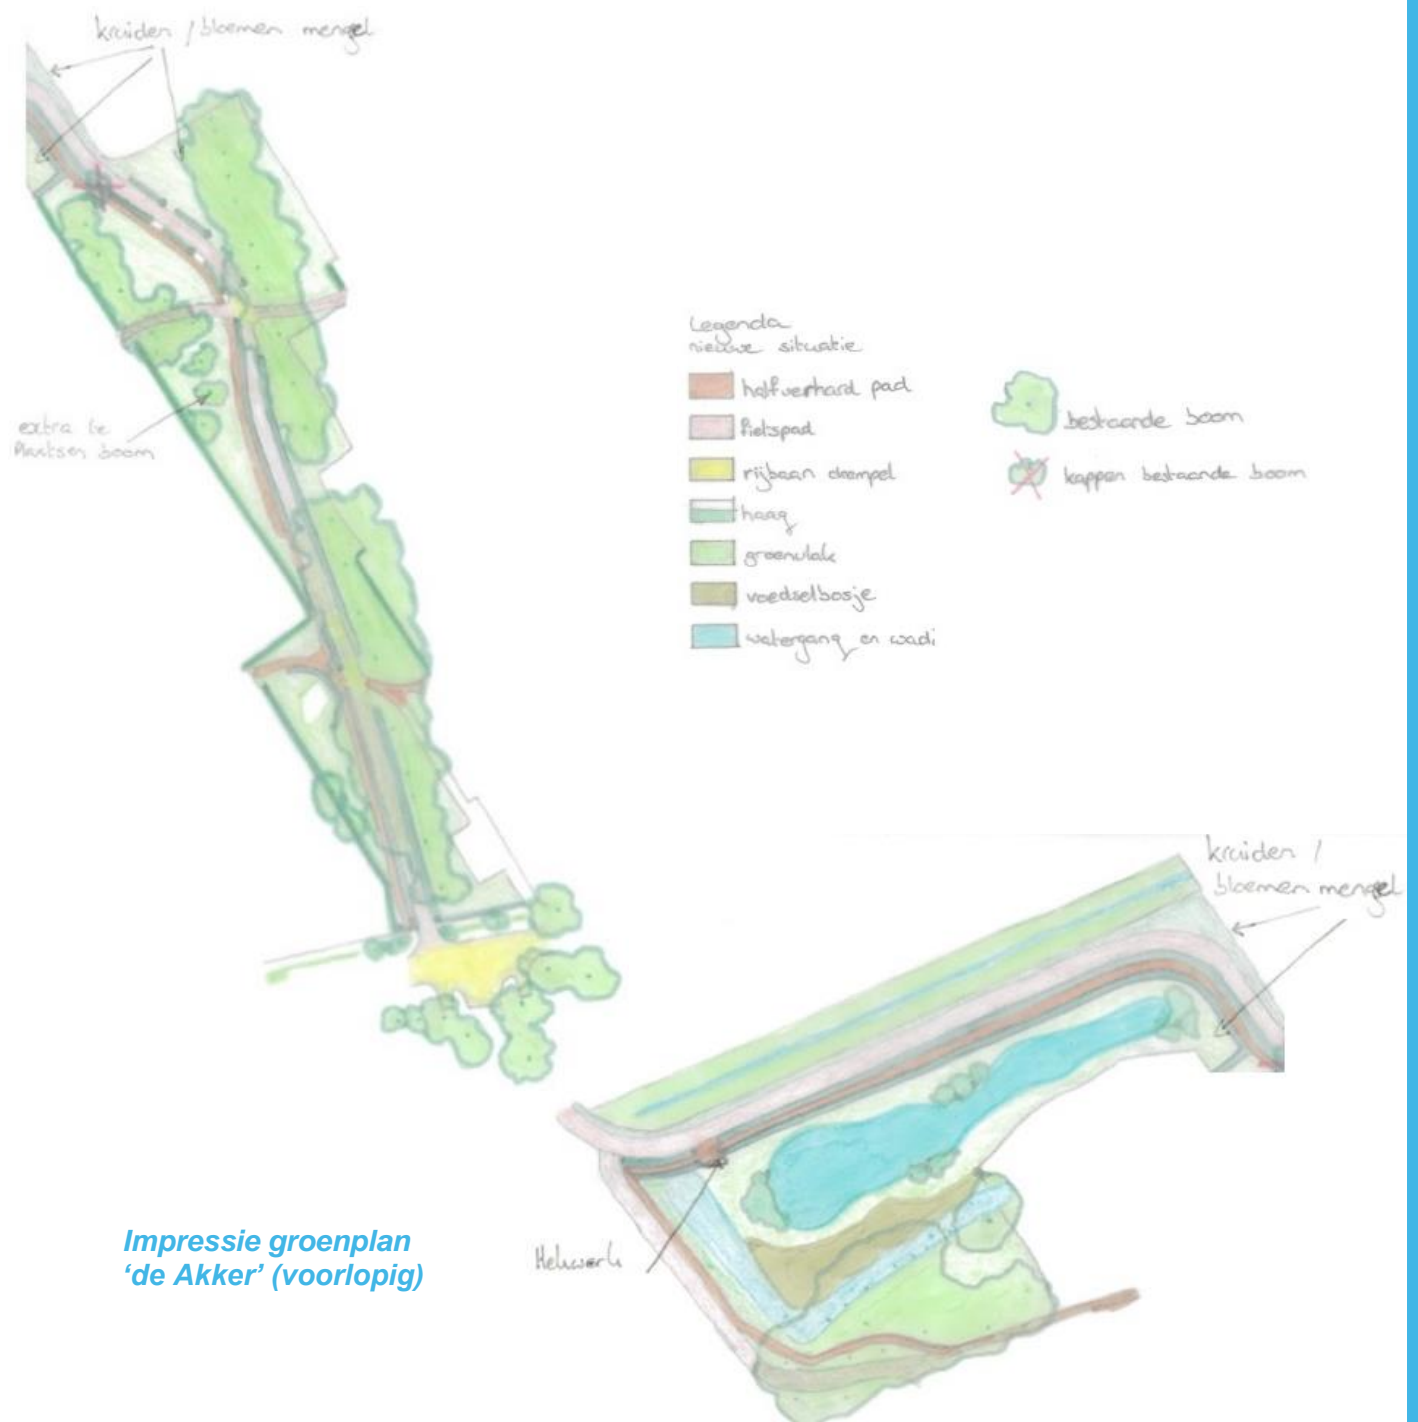 kruiden / bloemen mengel
extra te
Plaatsen boom
Legenda
nieuwe situatie
halfverhard pad
fietspad
rijbaan drempel
haag
groenvlak
voedselbosje
watergang en wadi
bestaande boom
kappen bestaande boom
kruiden /
bloemen mengel
Hekwerk
Impressie groenplan
‘de Akker’ (voorlopig)